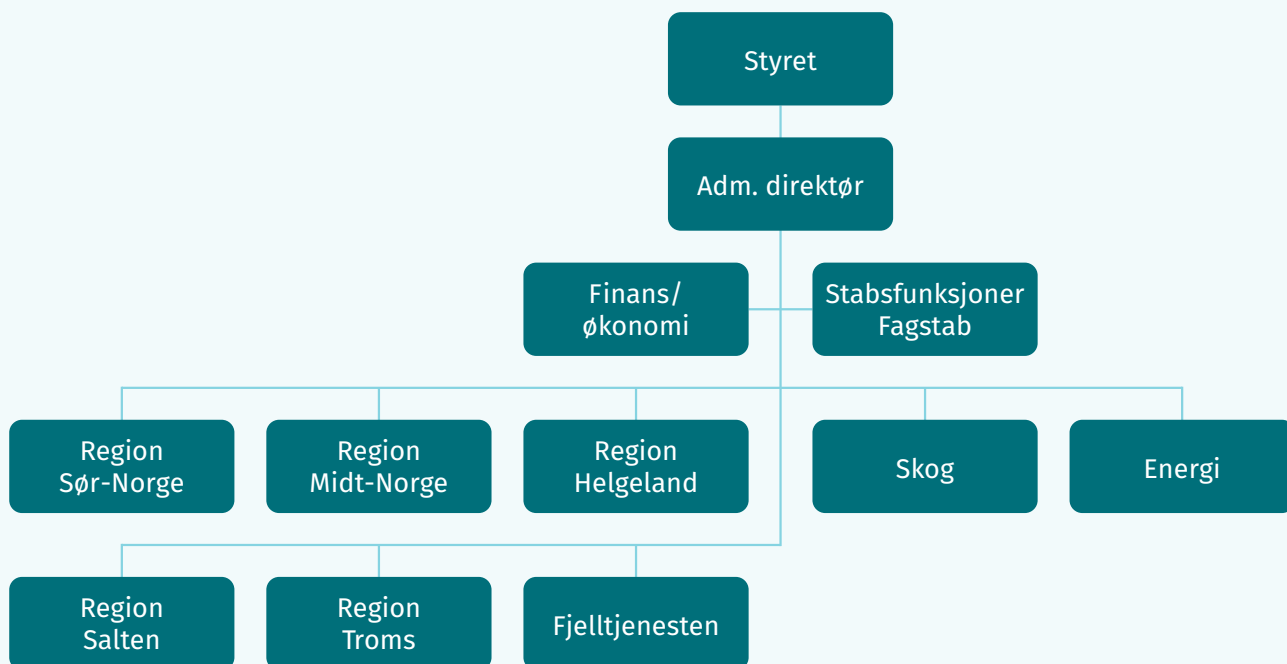 Styret
Adm. direktør
Finans/
økonomi
Stabsfunksjoner
Fagstab
Region
Sør-Norge
Region
Midt-Norge
Region
Helgeland
Skog
Energi
Region
Salten
Region
Troms
Fjelltjenesten